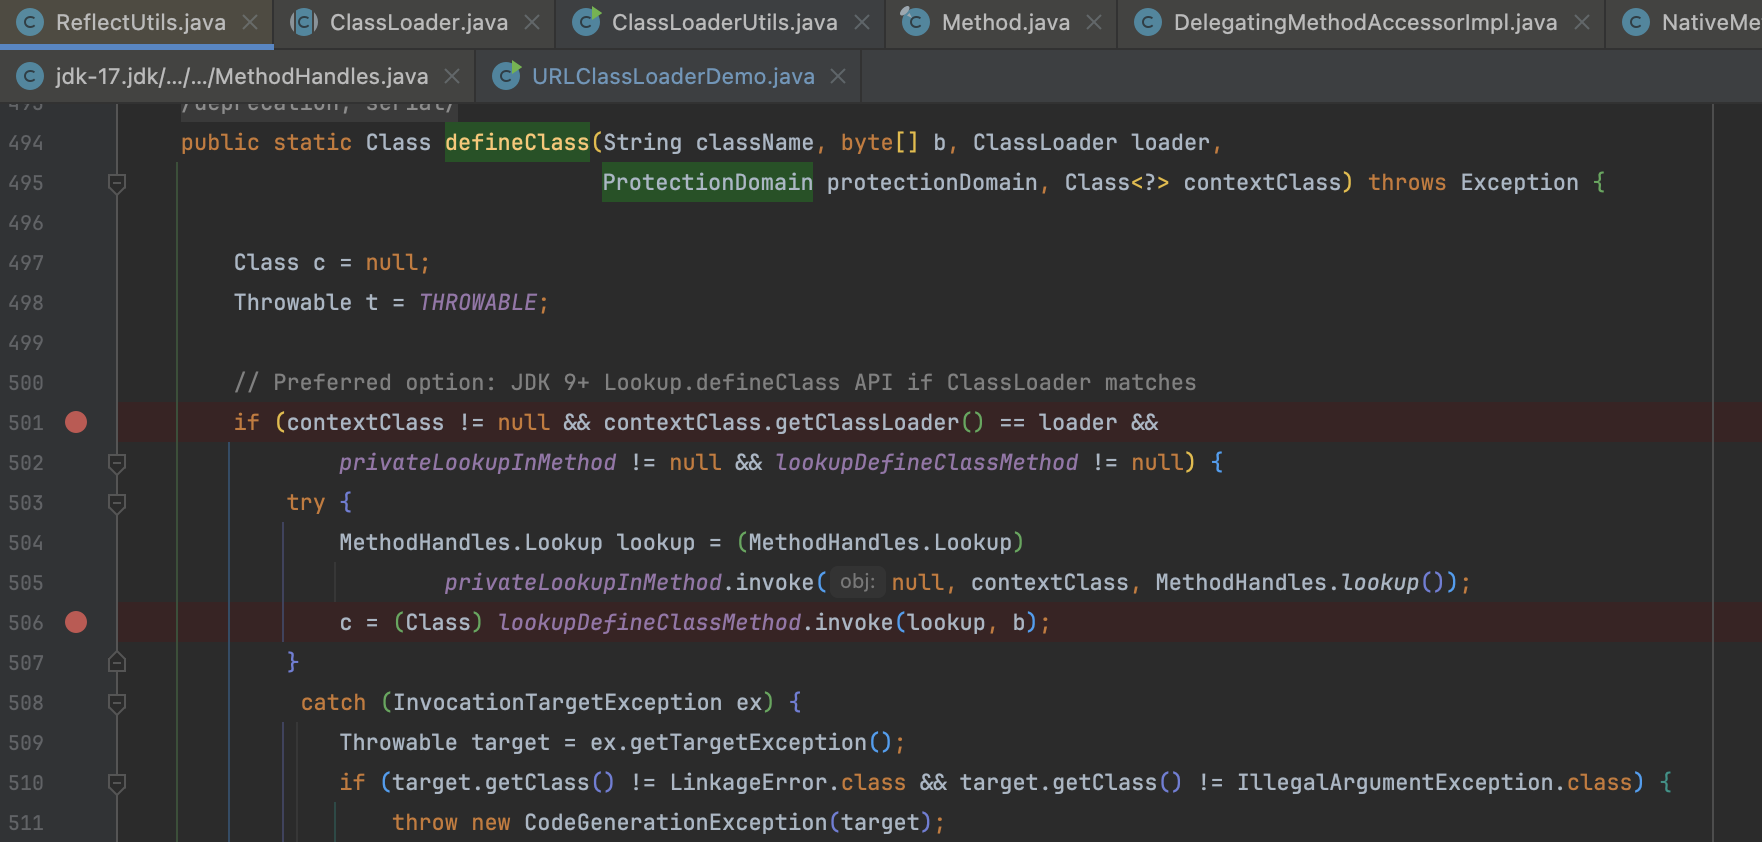 ReflectUtils.java ClassLoader.java ClassLoaderUtils.java Method.java DelegatingMethodAccessorImpl.java NativeMe
jdk-17.jdk/.../.../MethodHandles.java URLClassLoaderDemo.java
493 /deprecation, serial/
494 public static Class defineClass(String className, byte[] b, ClassLoader loader,
495 ProtectionDomain protectionDomain, Class<?> contextClass) throws Exception {
496
497 Class c = null;
498 Throwable t = THROWABLE;
499
500 // Preferred option: JDK 9+ Lookup.defineClass API if ClassLoader matches
501 if (contextClass != null && contextClass.getClassLoader() == loader &&
502 privateLookupInMethod != null && lookupDefineClassMethod != null) {
503 try {
504 MethodHandles.Lookup lookup = (MethodHandles.Lookup)
505 privateLookupInMethod.invoke( obj: null, contextClass, MethodHandles.lookup());
506 c = (Class) lookupDefineClassMethod.invoke(lookup, b);
507 }
508 catch (InvocationTargetException ex) {
509 Throwable target = ex.getTargetException();
510 if (target.getClass() != LinkageError.class && target.getClass() != IllegalArgumentException.class) {
511 throw new CodeGenerationException(target);